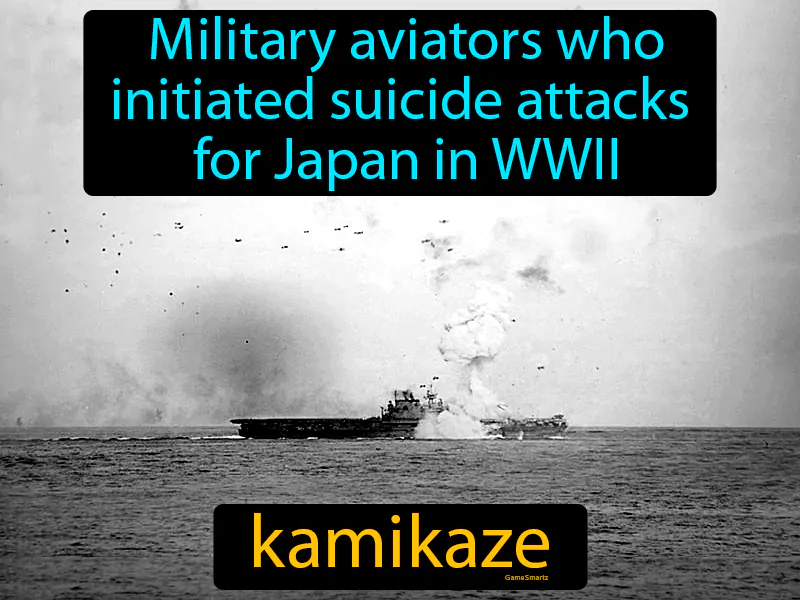 Military aviators who
initiated suicide attacks
for Japan in WWII
kamikaze
GameSmartz